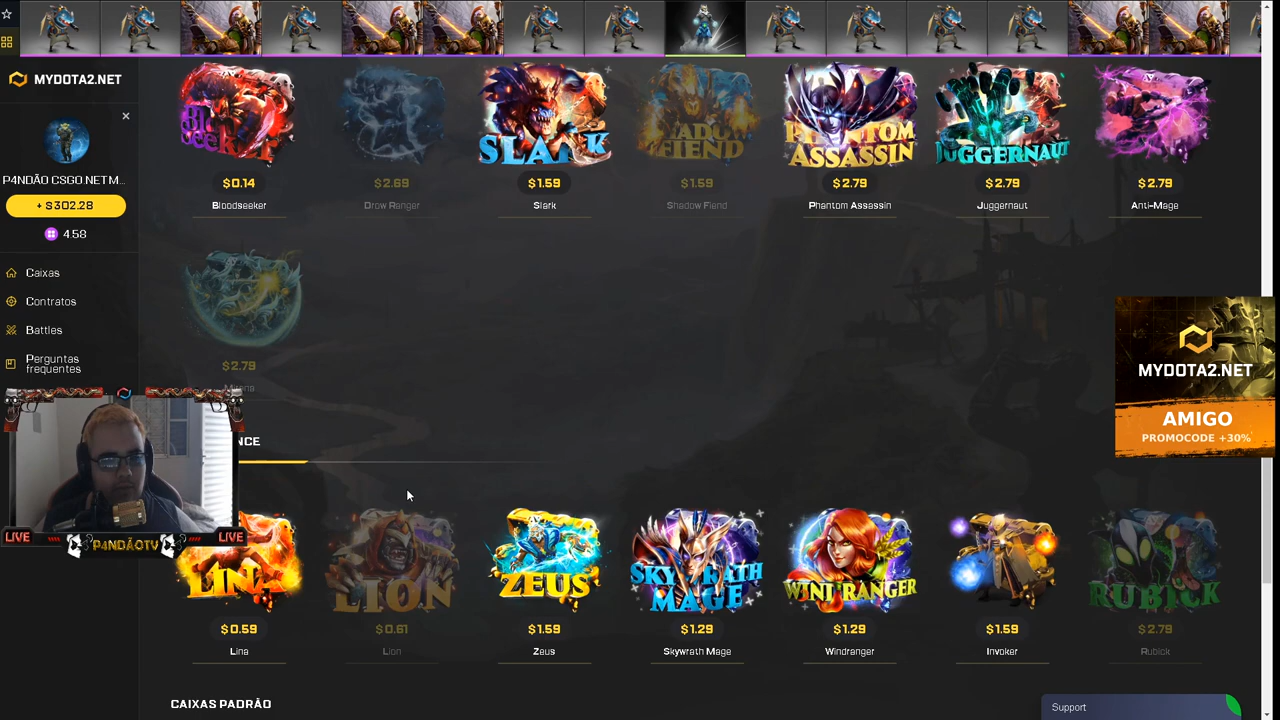 MYDOTA2.NET
P4NDÃO CSGO NET M...
+ $302.28
4.58
Caixas
Contratos
Battles
Perguntas
frequentes
SLARK
PHANTOM
ASSASSIN
JUGGERNAUT
$0.14
$2.69
$1.59
$1.59
$2.79
$2.79
$2.79
Bloodseeker
Drow Ranger
Slark
Shadow Fiend
Phantom Assassin
Juggernaut
Anti-Mage
$2.79
Mirana
NCE
MYDOTA2.NET
AMIGO
PROMOCODE +30%
LIVE
P4NDÃOTV
LIVE
LINA
LION
ZEUS
SKYWRATH
MAGE
WINDRANGER
RUBICK
$0.59
$0.61
$1.59
$1.29
$1.29
$1.59
$2.79
Lina
Lion
Zeus
Skywrath Mage
Windranger
Invoker
Rubick
CAIXAS PADRÃO
Support